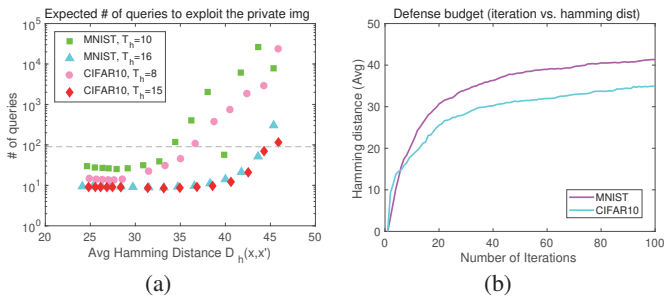 Expected # of queries to exploit the private img
# of queries
10^5
10^4
10^3
10^2
10^1
10^0
MNIST, T_h=10
MNIST, T_h=16
CIFAR10, T_h=8
CIFAR10, T_h=15
20 25 30 35 40 45 50
Avg Hamming Distance D_h(x,x')
(a)
Defense budget (iteration vs. hamming dist)
Hamming distance (Avg)
50
40
30
20
10
0
MNIST
CIFAR10
0 20 40 60 80 100
Number of Iterations
(b)